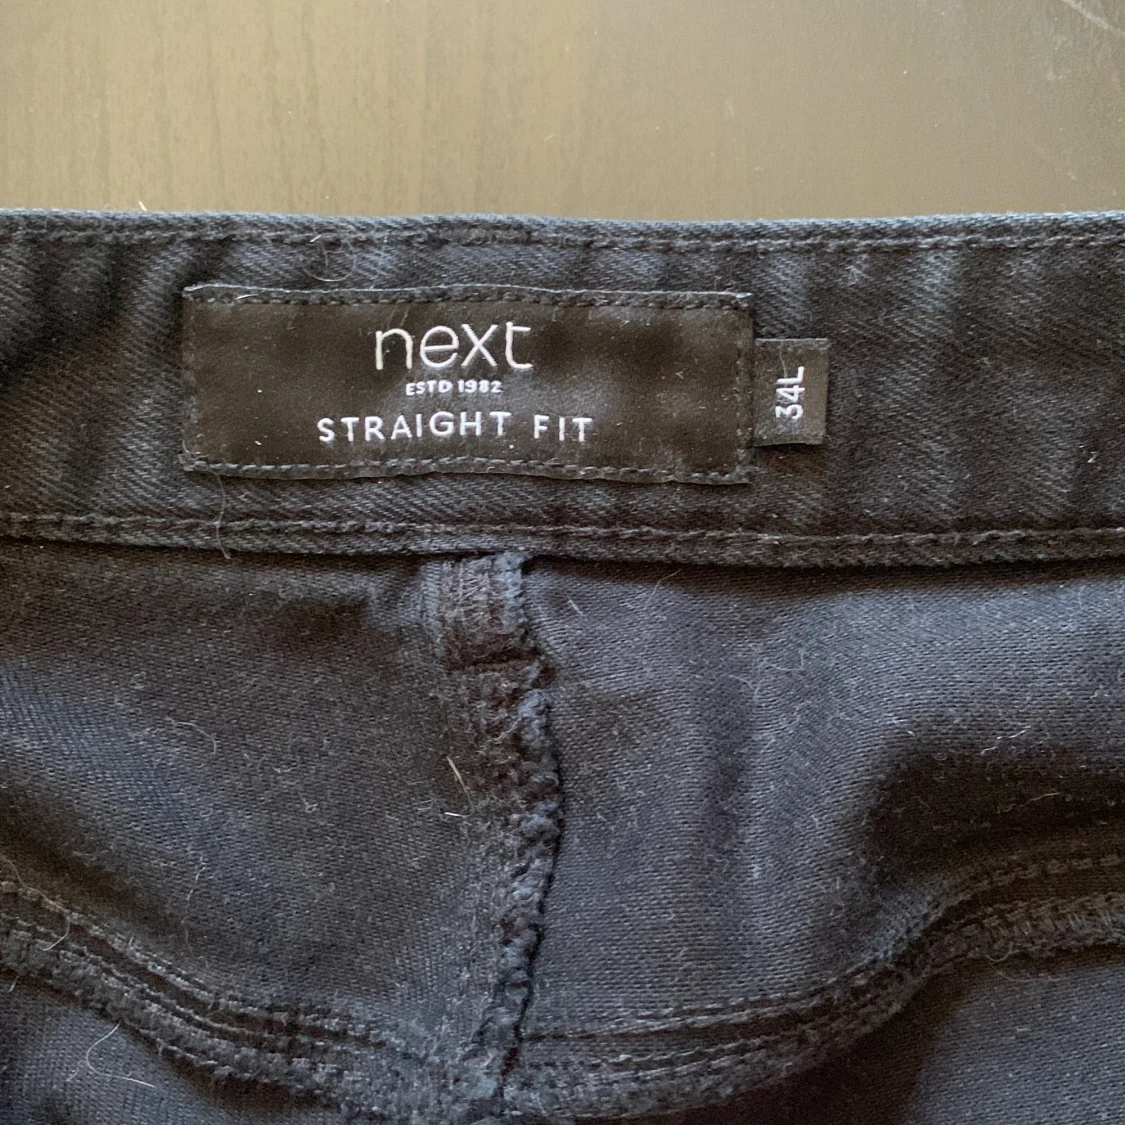 next
ESTD 1982
STRAIGHT FIT
34L